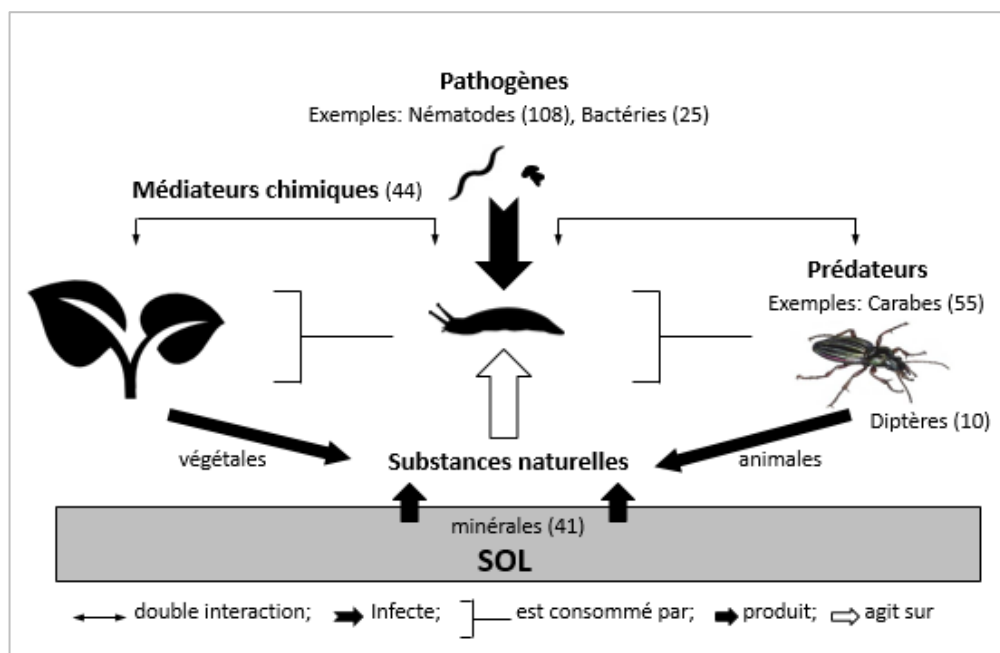 Pathogènes
Exemples: Nématodes (108), Bactéries (25)
Médiateurs chimiques (44)
Prédateurs
Exemples: Carabes (55)
Diptères (10)
végétales
Substances naturelles
animales
minérales (41)
SOL
double interaction; Infecte; est consommé par; produit; agit sur